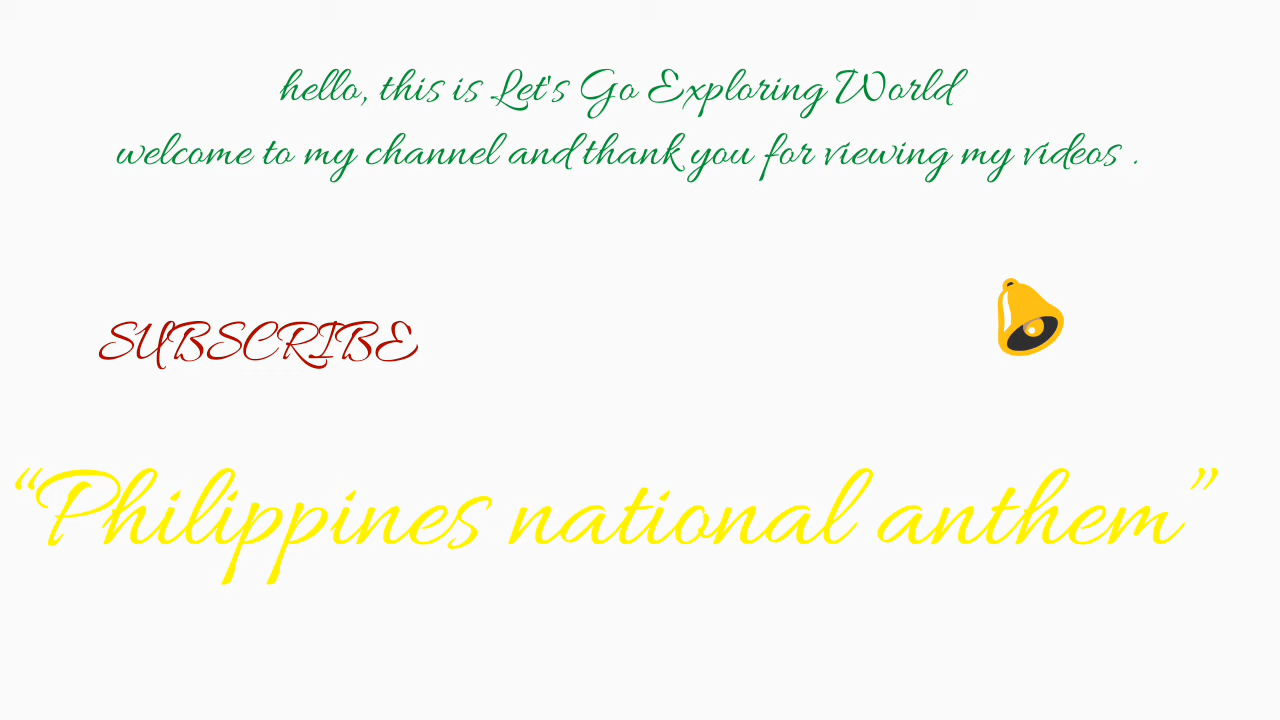 hello, this is Let's Go Exploring World
welcome to my channel and thank you for viewing my videos .
SUBSCRIBE
“Philippines national anthem”